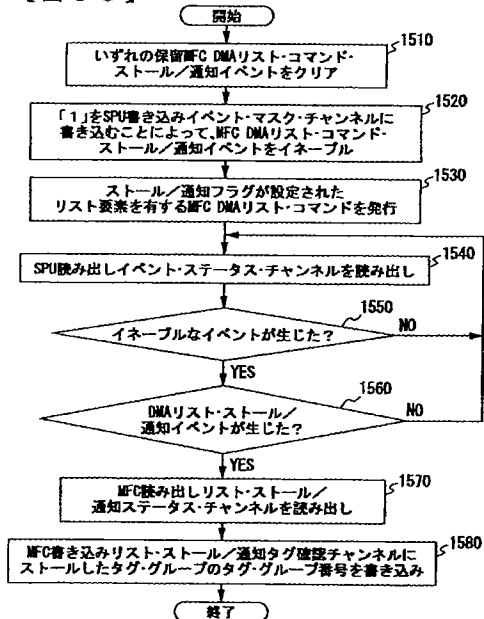 開始
1510
いずれの保留MFC DMAリスト・コマンド・
ストール／通知イベントをクリア
1520
「1」をSPU書き込みイベント・マスク・チャンネルに
書き込むことによって、MFC DMAリスト・コマンド・
ストール／通知イベントをイネーブル
1530
ストール／通知フラグが設定された
リスト要素を有するMFC DMAリスト・コマンドを発行
1540
SPU読み出しイベント・ステータス・チャンネルを読み出し
1550
イネーブルなイベントが生じた？
NO
YES
1560
DMAリスト・ストール／
通知イベントが生じた？
NO
YES
1570
MFC読み出しリスト・ストール／
通知ステータス・チャンネルを読み出し
1580
MFC書き込みリスト・ストール／通知タグ確認チャンネルに
ストールしたタグ・グループのタグ・グループ番号を書き込み
終了